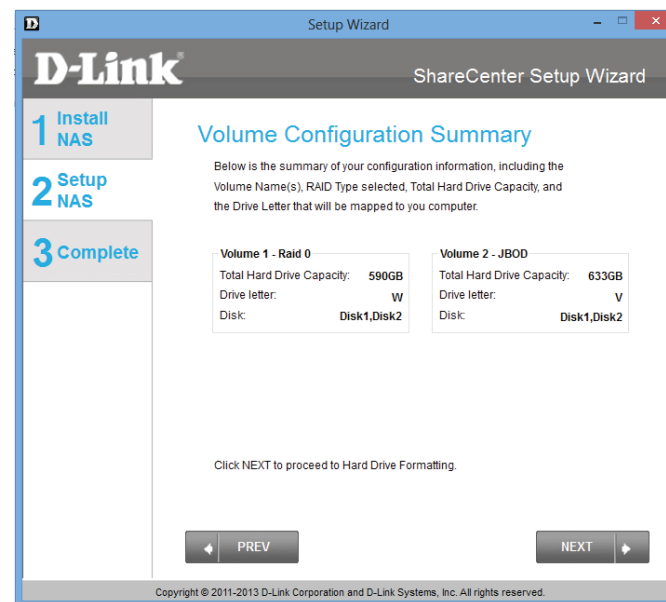 Setup Wizard
D-Link
ShareCenter Setup Wizard
1 Install
NAS
2 Setup
NAS
3 Complete
Volume Configuration Summary
Below is the summary of your configuration information, including the
Volume Name(s), RAID Type selected, Total Hard Drive Capacity, and
the Drive Letter that will be mapped to you computer.
Volume 1 - Raid 0
Total Hard Drive Capacity: 590GB
Drive letter: W
Disk: Disk1,Disk2
Volume 2 - JBOD
Total Hard Drive Capacity: 633GB
Drive letter: V
Disk: Disk1,Disk2
Click NEXT to proceed to Hard Drive Formatting.
PREV
NEXT
Copyright © 2011-2013 D-Link Corporation and D-Link Systems, Inc. All rights reserved.